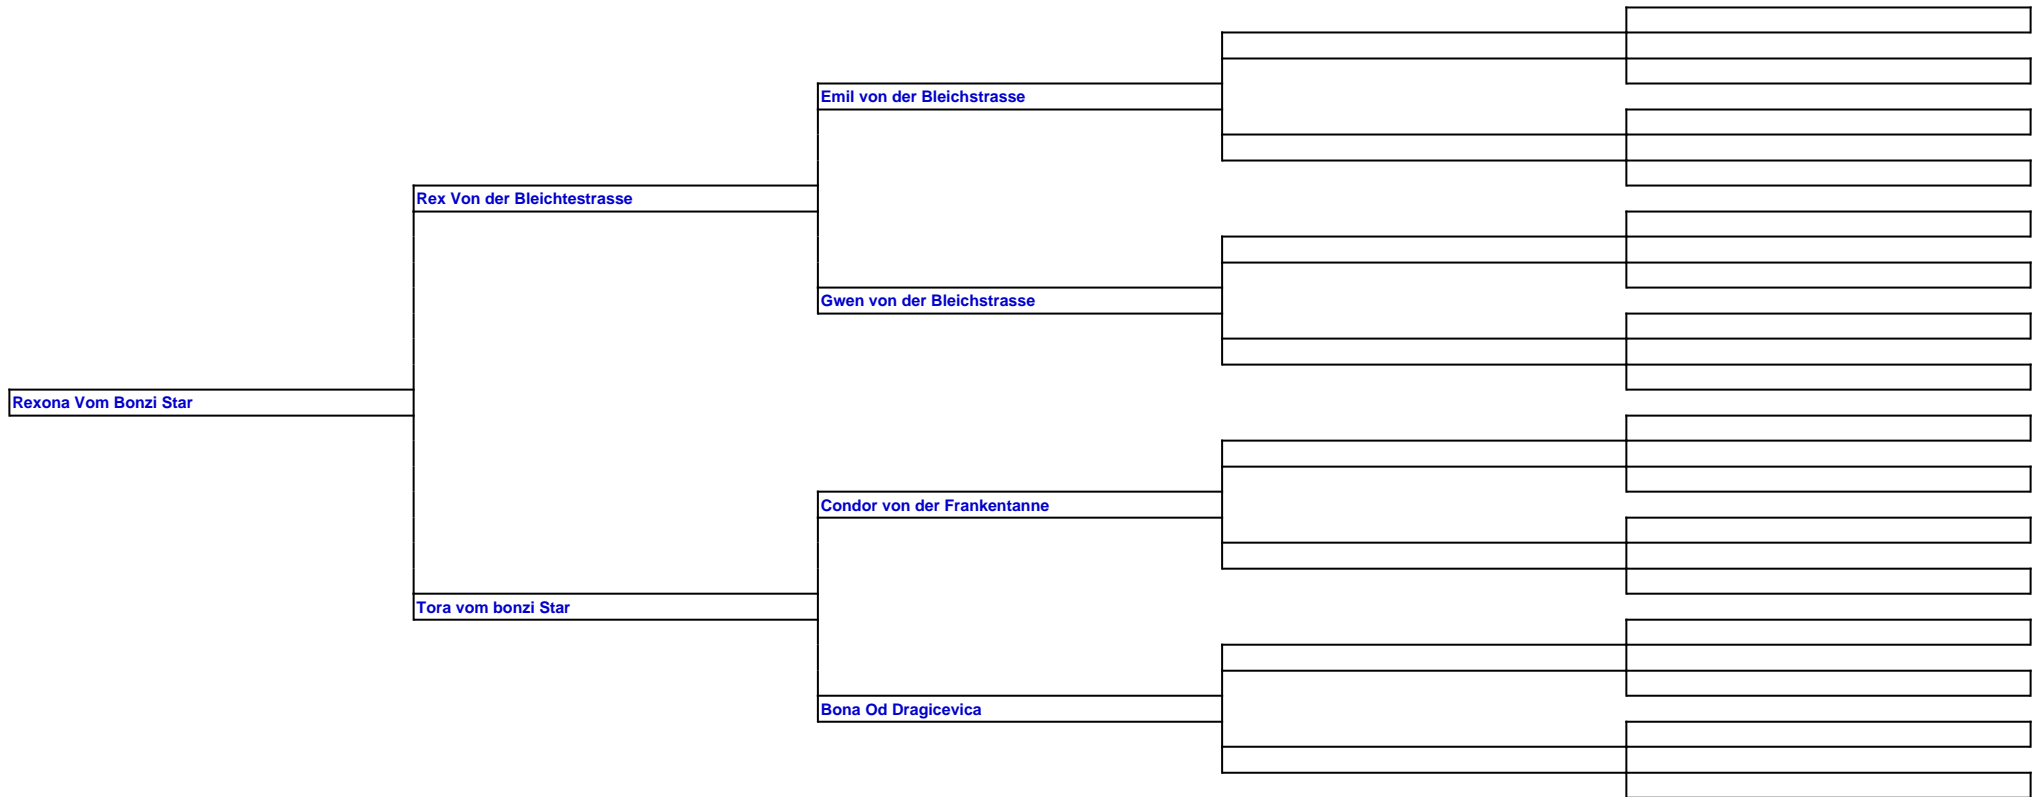 Emil von der Bleichstrasse
Rex Von der Bleichtestrasse
Gwen von der Bleichstrasse
Rexona Vom Bonzi Star
Condor von der Frankentanne
Tora vom bonzi Star
Bona Od Dragicevica